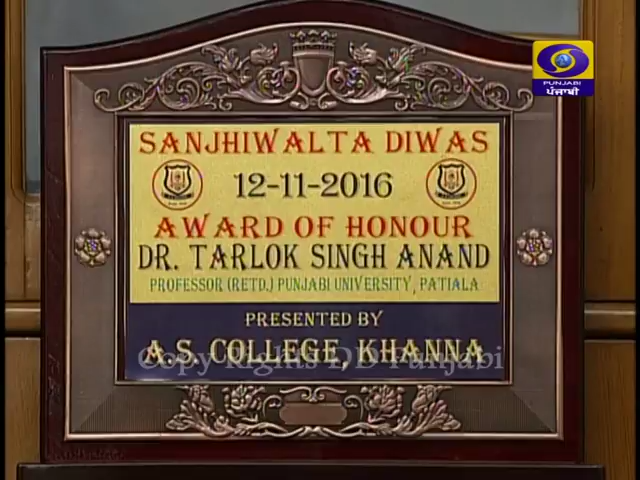 SANJHIWALTA DIWAS
12-11-2016
AWARD OF HONOUR
DR. TARLOK SINGH ANAND
PROFESSOR (RETD.) PUNJABI UNIVERSITY, PATIALA
PRESENTED BY
A.S. COLLEGE, KHANNA
Copy Rights DD Punjabi
PUNJABI
ਪੰਜਾਬੀ